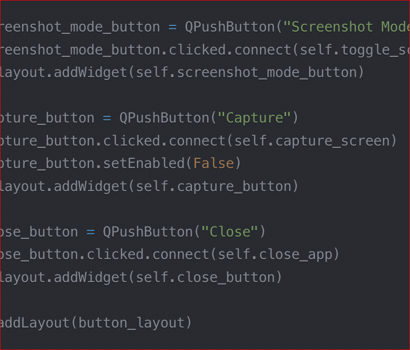 reenshot_mode_button = QPushButton("Screenshot Mode
reenshot_mode_button.clicked.connect(self.toggle_sc
layout.addWidget(self.screenshot_mode_button)
pture_button = QPushButton("Capture")
pture_button.clicked.connect(self.capture_screen)
pture_button.setEnabled(False)
layout.addWidget(self.capture_button)
ose_button = QPushButton("Close")
ose_button.clicked.connect(self.close_app)
layout.addWidget(self.close_button)
addLayout(button_layout)